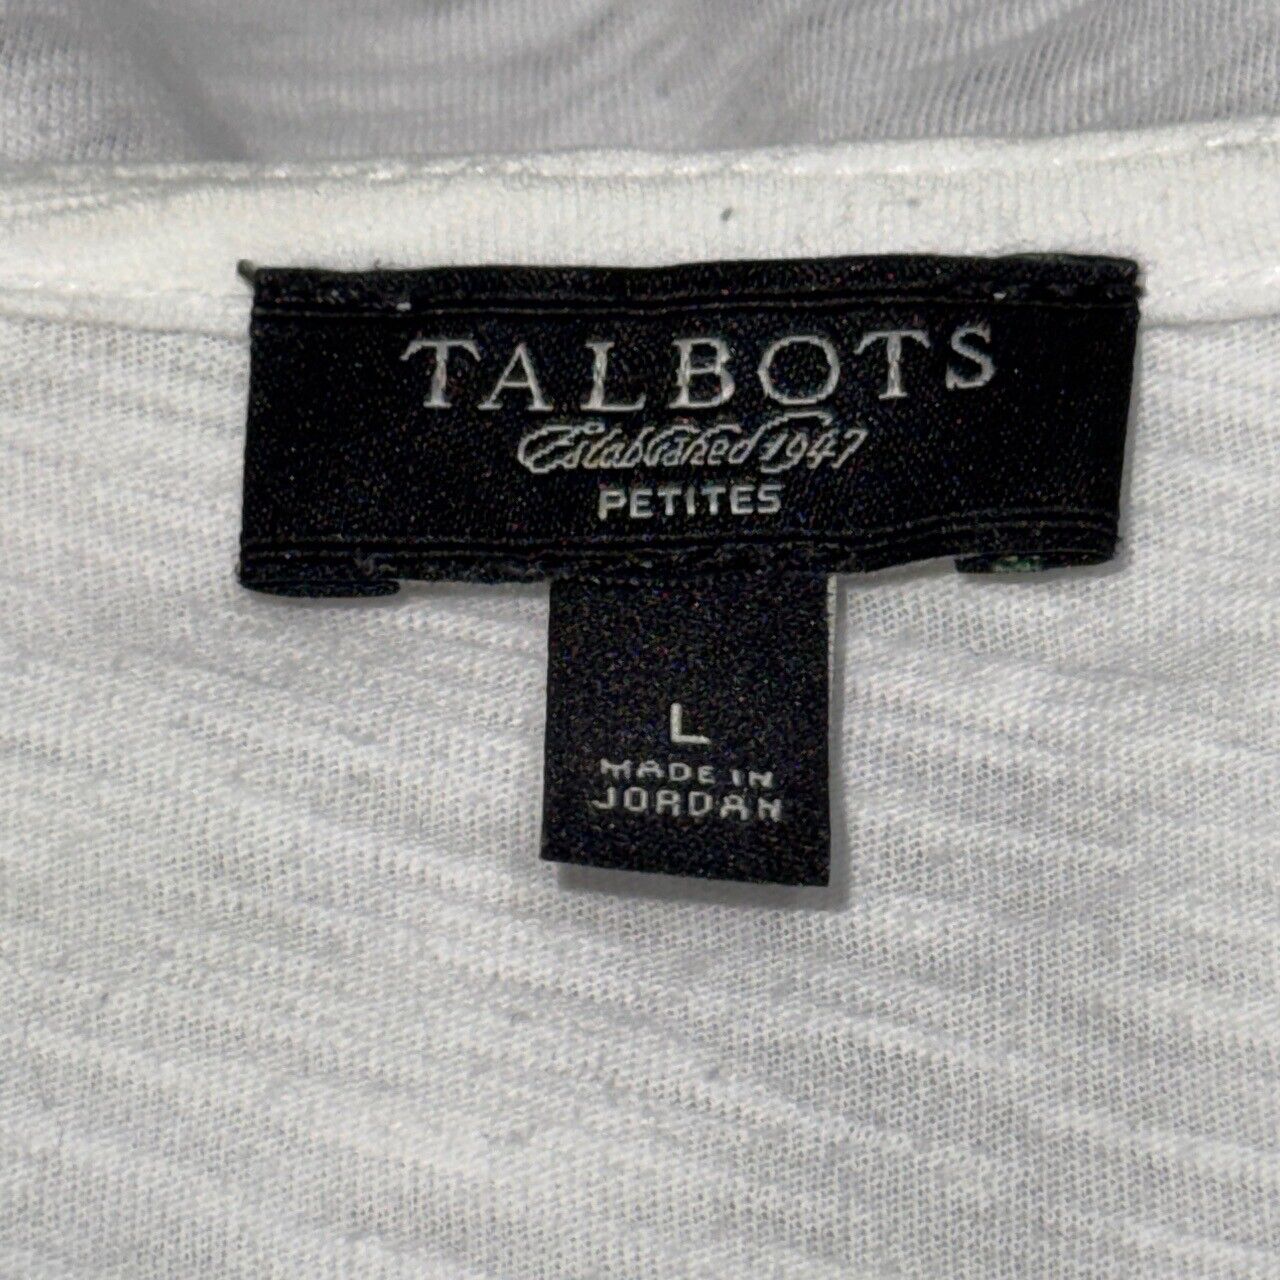 TALBOTS
Established 1947
PETITES
L
MADE IN
JORDAN